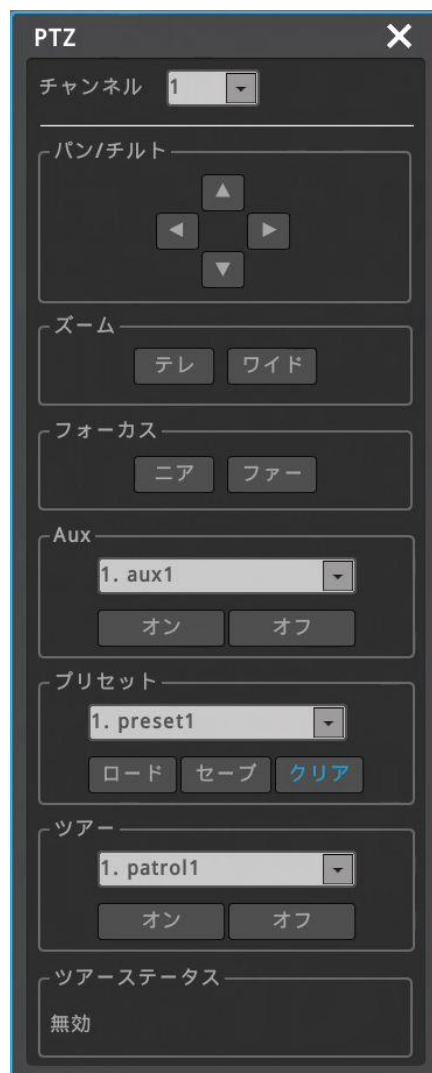 PTZ
チャンネル 1
パン/チルト
ズーム
テレ ワイド
フォーカス
ニア ファー
Aux
1. aux1
オン オフ
プリセット
1. preset1
ロード セーブ クリア
ツアー
1. patrol1
オン オフ
ツアーステータス
無効